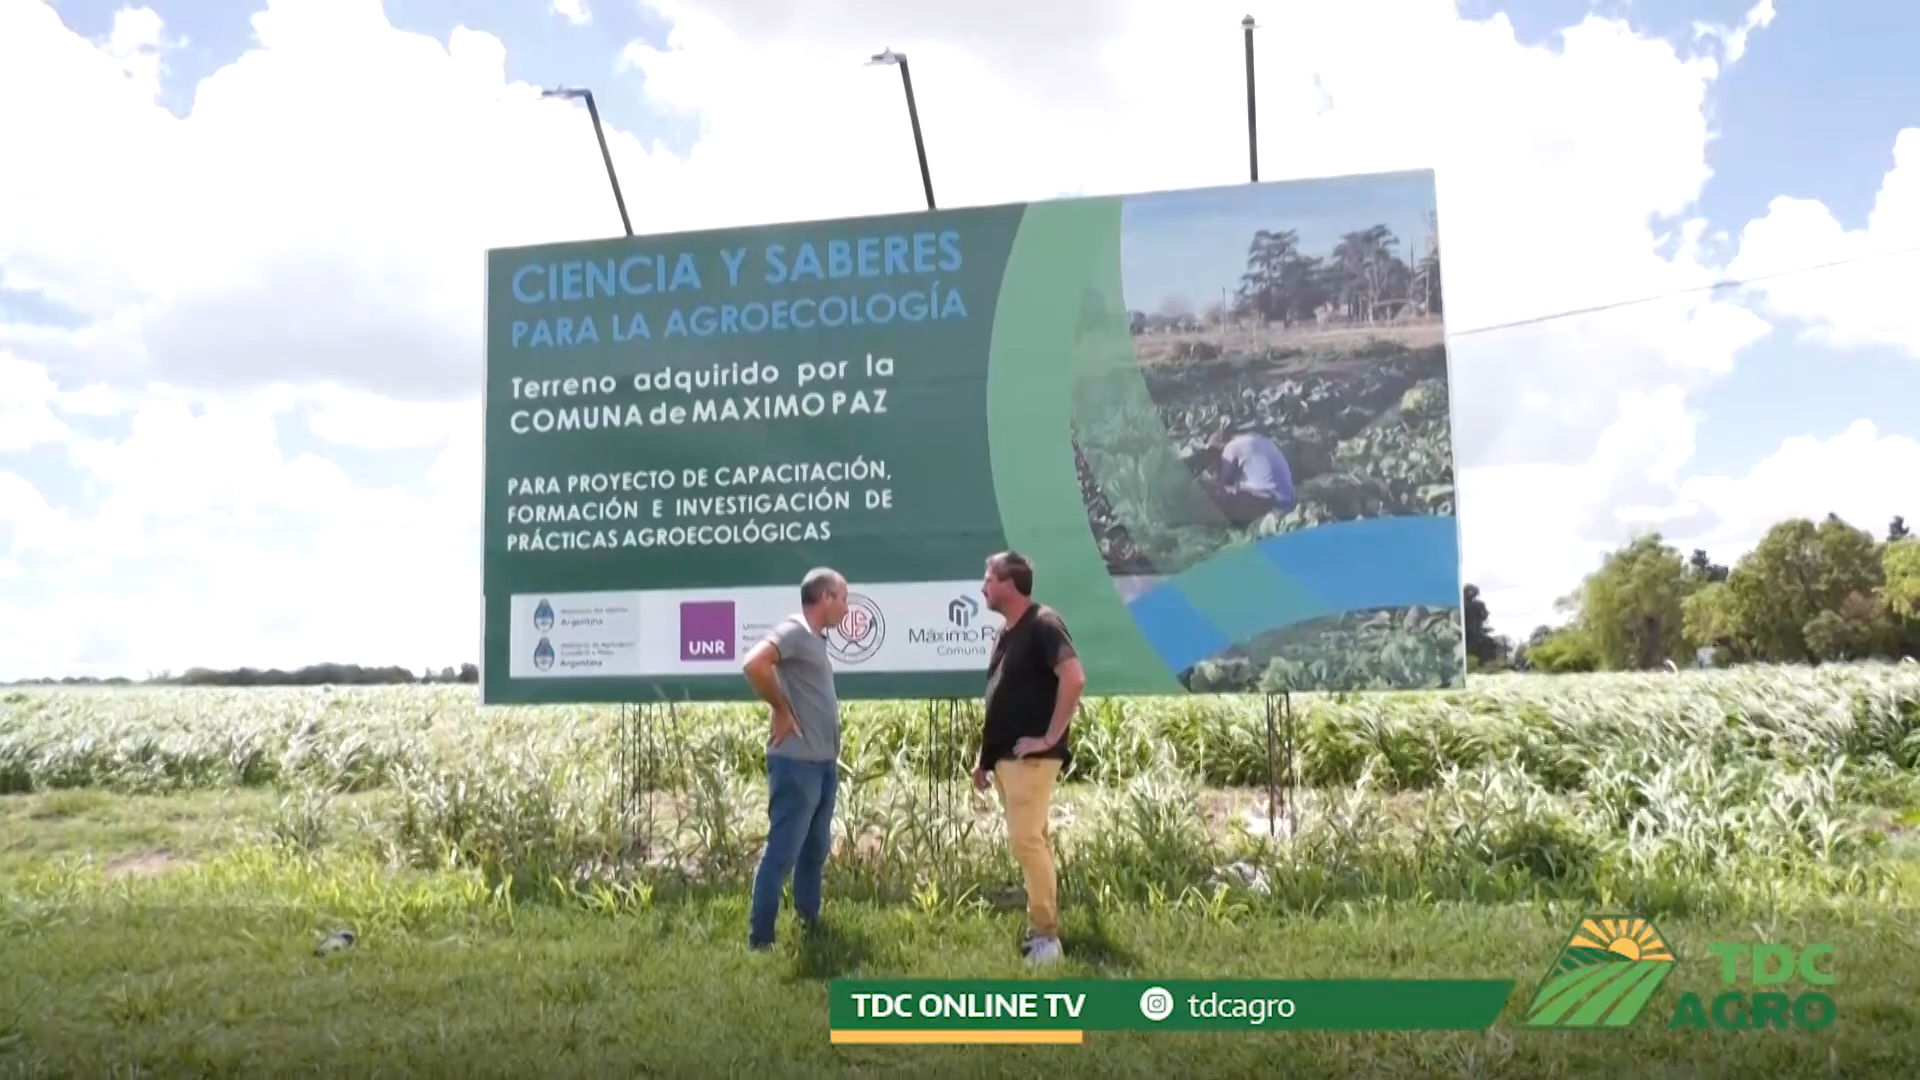 CIENCIA Y SABERES
PARA LA AGROECOLOGÍA
Terreno adquirido por la
COMUNA de MAXIMO PAZ
PARA PROYECTO DE CAPACITACIÓN,
FORMACIÓN E INVESTIGACIÓN DE
PRÁCTICAS AGROECOLÓGICAS
Argentina
Argentina
UNR
Máximo
Comuna
TDC ONLINE TV
tdcagro
TDC
AGRO